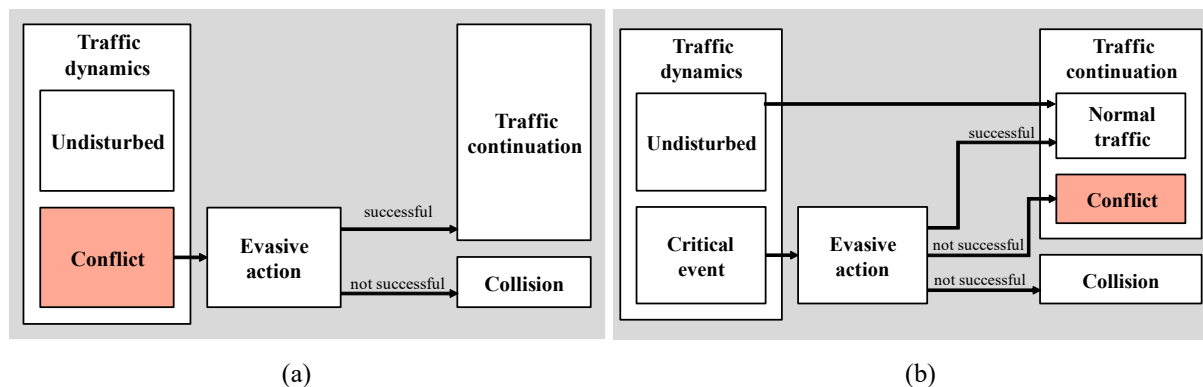 Traffic
dynamics
Undisturbed
Conflict
Evasive
action
successful
not successful
Traffic
continuation
Collision
(a)
Traffic
dynamics
Undisturbed
Critical
event
Evasive
action
successful
not successful
not successful
Traffic
continuation
Normal
traffic
Conflict
Collision
(b)